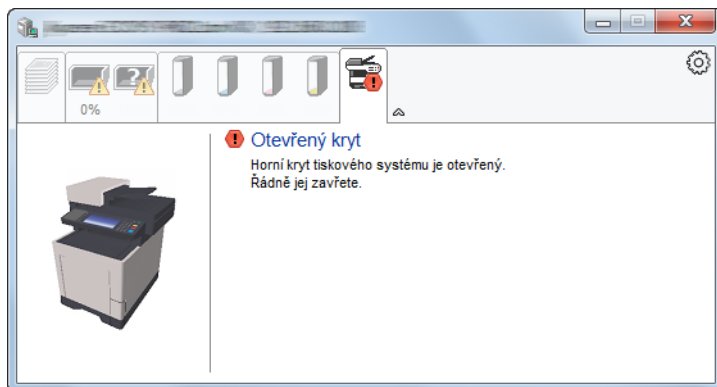 ?
0%
Otevřený kryt
Horní kryt tiskového systému je otevřený.
Řádně jej zavřete.